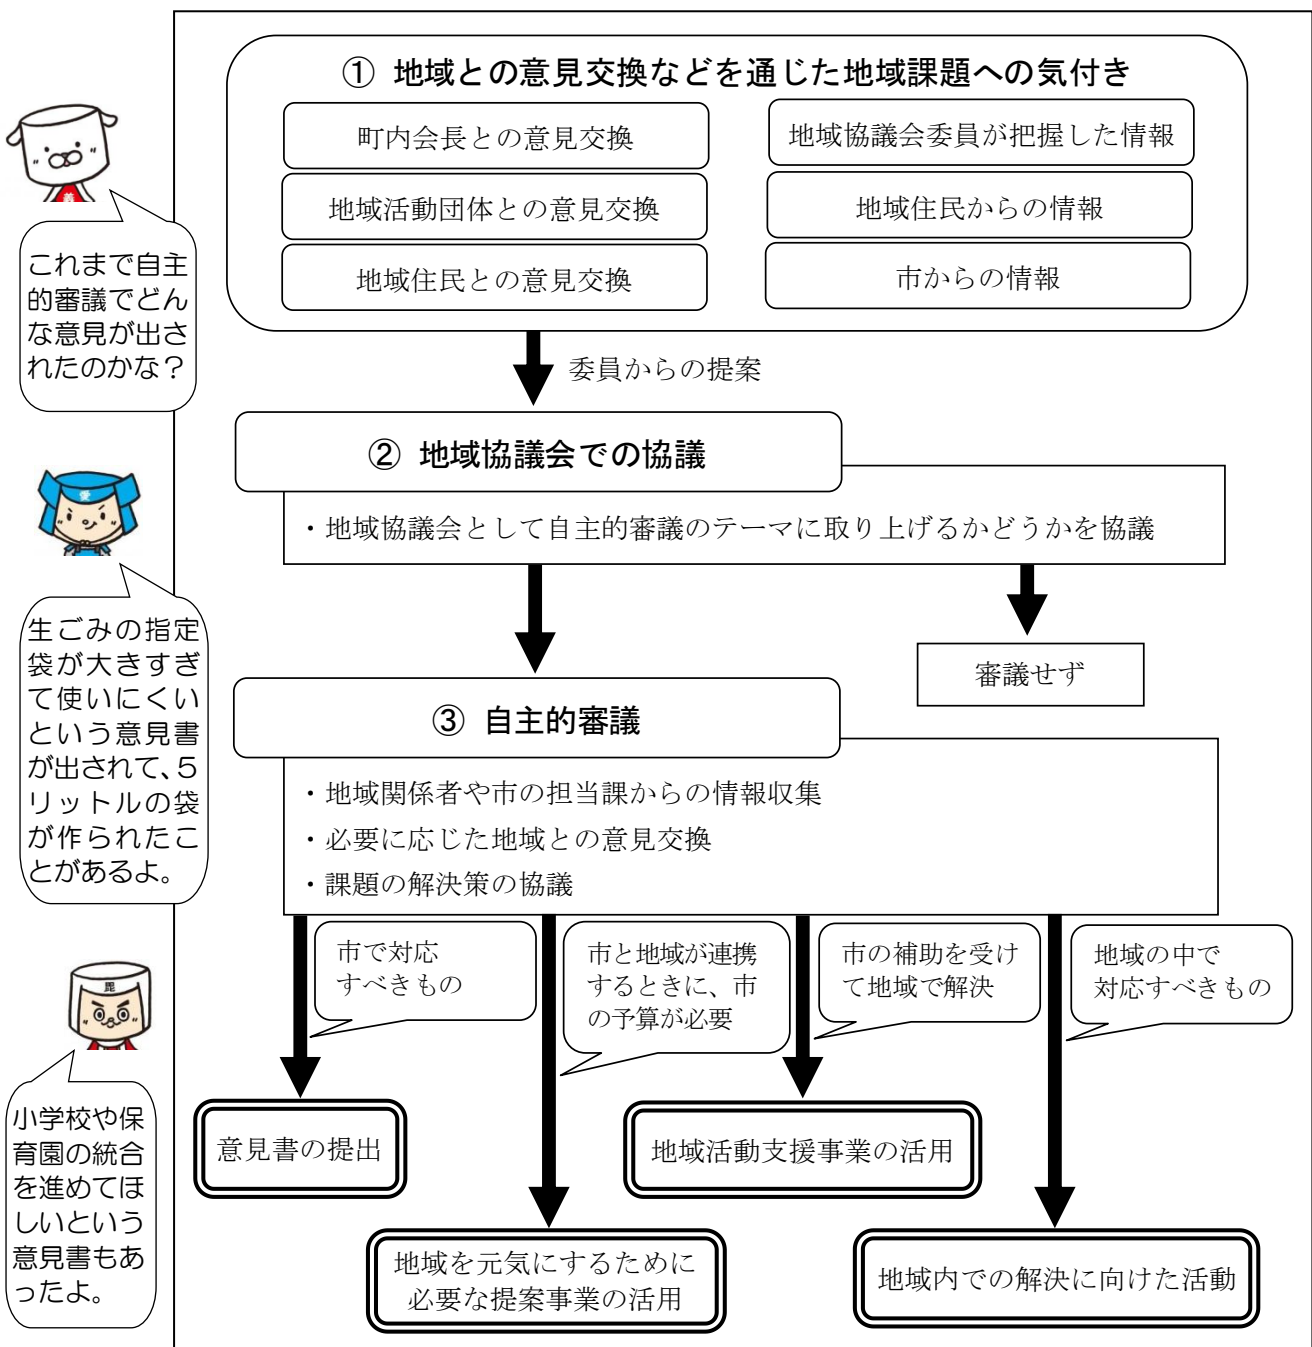 ① 地域との意見交換などを通じた地域課題への気付き
町内会長との意見交換
地域協議会委員が把握した情報
地域活動団体との意見交換
地域住民からの情報
地域住民との意見交換
市からの情報
義
これまで自主
的審議でどん
な意見が出さ
れたのかな？
委員からの提案
② 地域協議会での協議
・地域協議会として自主的審議のテーマに取り上げるかどうかを協議
愛
生ごみの指定
袋が大きすぎ
て使いにくい
という意見書
が出されて、５
リットルの袋
が作られたこ
とがあるよ。
審議せず
③ 自主的審議
・地域関係者や市の担当課からの情報収集
・必要に応じた地域との意見交換
・課題の解決策の協議
市で対応
すべきもの
市と地域が連携
するときに、市
の予算が必要
市の補助を受け
て地域で解決
地域の中で
対応すべきもの
毘
小学校や保
育園の統合
を進めてほ
しいという
意見書もあ
ったよ。
意見書の提出
地域活動支援事業の活用
地域を元気にするために
必要な提案事業の活用
地域内での解決に向けた活動